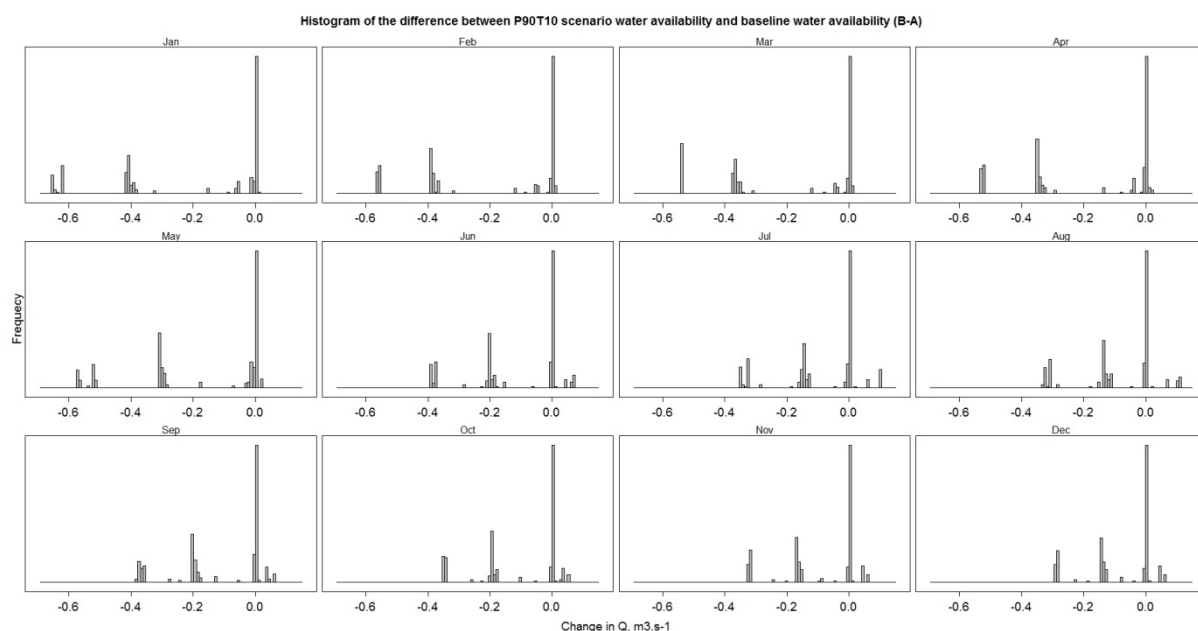 Histogram of the difference between P90T10 scenario water availability and baseline water availability (B-A)
Jan Feb Mar Apr
-0.6 -0.4 -0.2 0.0 -0.6 -0.4 -0.2 0.0 -0.6 -0.4 -0.2 0.0 -0.6 -0.4 -0.2 0.0
May Jun Jul Aug
Frequecy
-0.6 -0.4 -0.2 0.0 -0.6 -0.4 -0.2 0.0 -0.6 -0.4 -0.2 0.0 -0.6 -0.4 -0.2 0.0
Sep Oct Nov Dec
-0.6 -0.4 -0.2 0.0 -0.6 -0.4 -0.2 0.0 -0.6 -0.4 -0.2 0.0 -0.6 -0.4 -0.2 0.0
Change in Q, m3.s-1